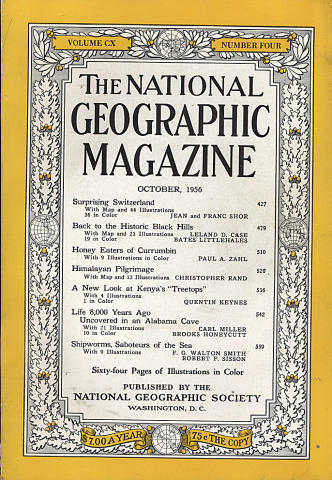 VOLUME CX NUMBER FOUR
THE NATIONAL
GEOGRAPHIC
MAGAZINE
OCTOBER, 1956
Surprising Switzerland 427
With Map and 44 Illustrations
36 in Color JEAN and FRANC SHOR
Back to the Historic Black Hills 479
With Map and 23 Illustrations LELAND D. CASE
19 in Color BATES LITTLEHALES
Honey Eaters of Currumbin 510
With 9 Illustrations in Color PAUL A. ZAHL
Himalayan Pilgrimage 520
With Map and 13 Illustrations CHRISTOPHER RAND
A New Look at Kenya's "Treetops" 536
With 4 Illustrations
1 in Color QUENTIN KEYNES
Life 8,000 Years Ago 542
Uncovered in an Alabama Cave
With 21 Illustrations CARL MILLER
10 in Color BROOKS HONEYCUTT
Shipworms, Saboteurs of the Sea 559
With 9 Illustrations F. G. WALTON SMITH
ROBERT F. SISSON
Sixty-four Pages of Illustrations in Color
PUBLISHED BY THE
NATIONAL GEOGRAPHIC SOCIETY
WASHINGTON, D. C.
$7.00 A YEAR 75¢ THE COPY